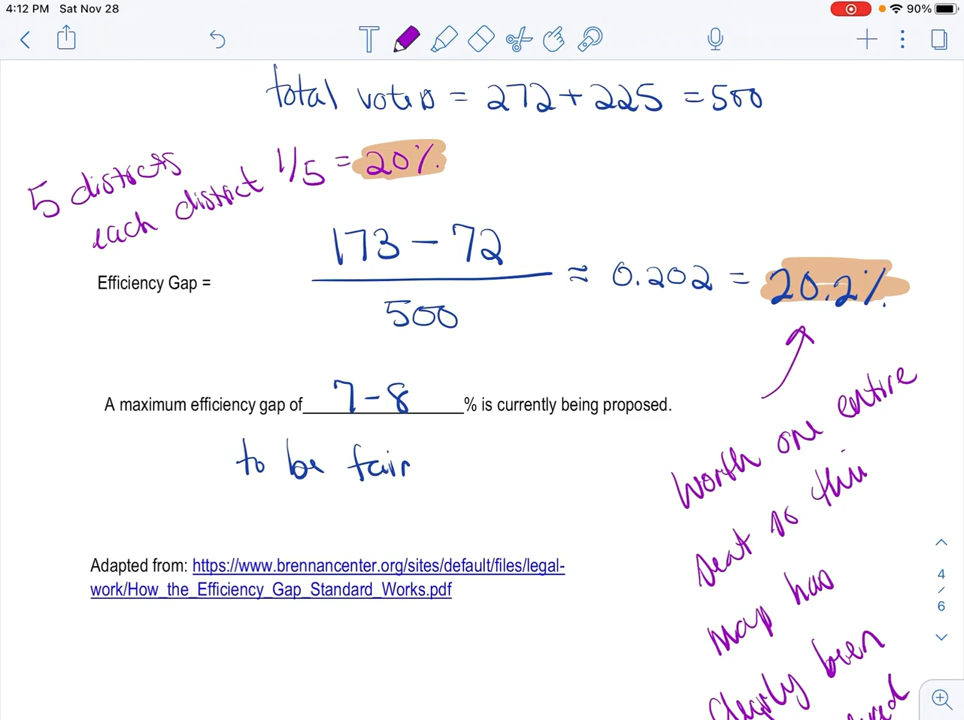 4:12 PM Sat Nov 28
90%
total votes = 272 + 225 = 500
5 districts
each district 1/5 = 20%
173 - 72
Efficiency Gap =
≈ 0.202 = 20.2%
500
A maximum efficiency gap of 7-8 % is currently being proposed.
to be fair
worth one entire
seat so this
map has
clearly been
Adapted from: https://www.brennancenter.org/sites/default/files/legal-
work/How_the_Efficiency_Gap_Standard_Works.pdf
4
/
6